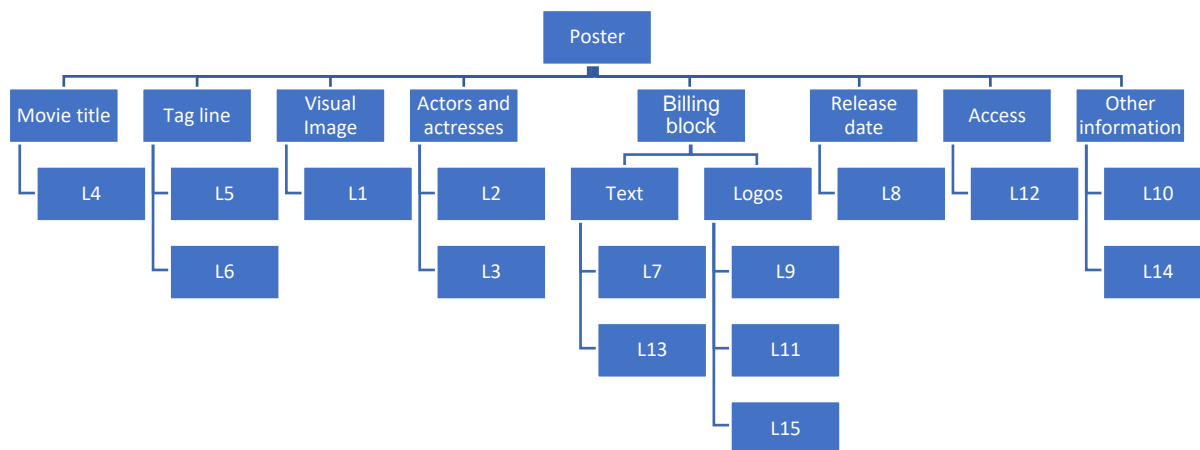 Poster
Movie title
Tag line
Visual
Image
Actors and
actresses
Billing
block
Release
date
Access
Other
information
L4
L5
L1
L2
Text
Logos
L8
L12
L10
L6
L3
L7
L9
L14
L13
L11
L15